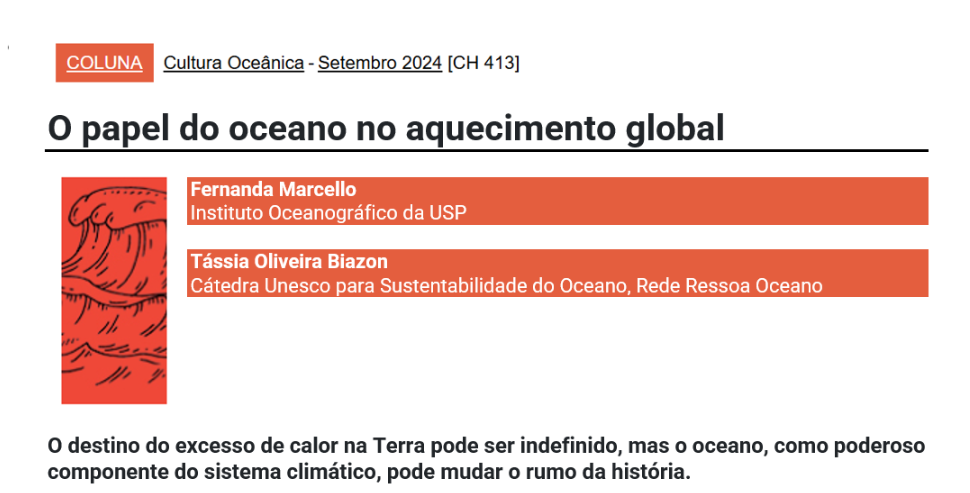 COLUNA Cultura Oceânica - Setembro 2024 [CH 413]
O papel do oceano no aquecimento global
Fernanda Marcello
Instituto Oceanográfico da USP
Tássia Oliveira Biazon
Cátedra Unesco para Sustentabilidade do Oceano, Rede Ressoa Oceano
O destino do excesso de calor na Terra pode ser indefinido, mas o oceano, como poderoso
componente do sistema climático, pode mudar o rumo da história.